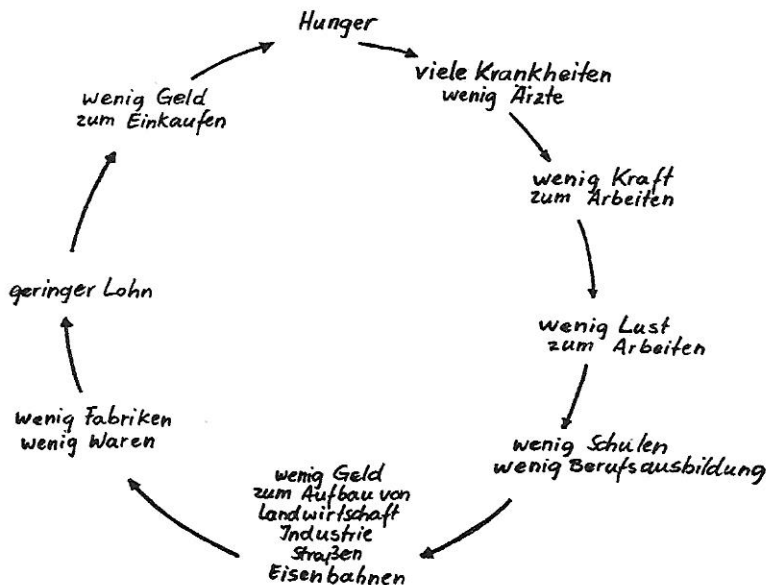 Hunger
viele Krankheiten
wenig Ärzte
wenig Kraft
zum Arbeiten
wenig Lust
zum Arbeiten
wenig Schulen
wenig Berufsausbildung
wenig Geld
zum Aufbau von
Landwirtschaft
Industrie
Straßen
Eisenbahnen
wenig Fabriken
wenig Waren
geringer Lohn
wenig Geld
zum Einkaufen